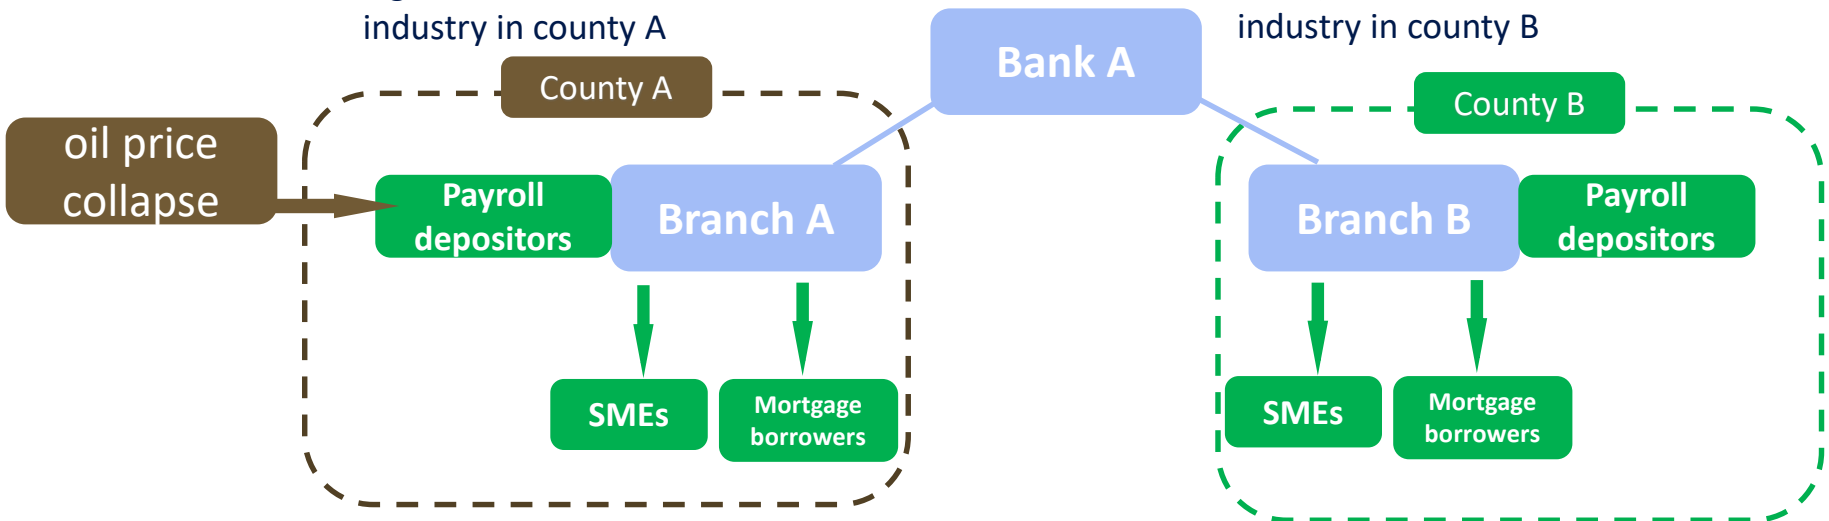 industry in county A
industry in county B
Bank A
County A
County B
oil price
collapse
Payroll
depositors
Branch A
Branch B
Payroll
depositors
SMEs
Mortgage
borrowers
SMEs
Mortgage
borrowers